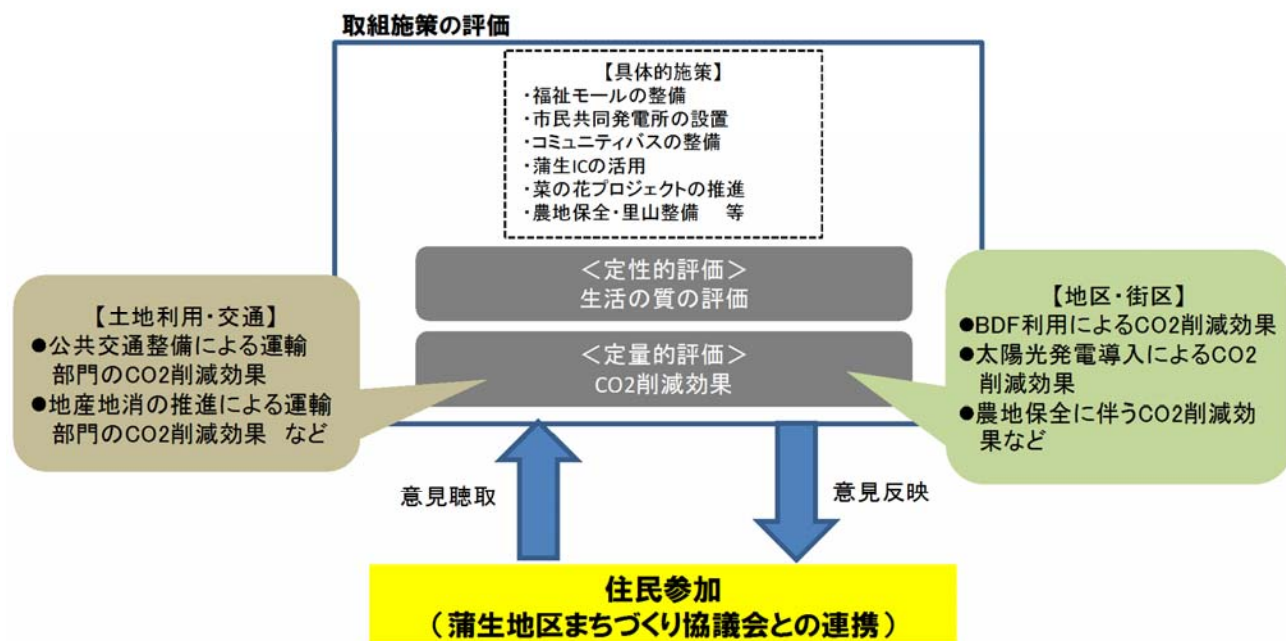 取組施策の評価
【具体的施策】
・福祉モールの整備
・市民共同発電所の設置
・コミュニティバスの整備
・蒲生ICの活用
・菜の花プロジェクトの推進
・農地保全・里山整備　等
＜定性的評価＞
生活の質の評価
＜定量的評価＞
CO2削減効果
【土地利用・交通】
●公共交通整備による運輸
部門のCO2削減効果
●地産地消の推進による運輸
部門のCO2削減効果　など
【地区・街区】
●BDF利用によるCO2削減効果
●太陽光発電導入によるCO2
削減効果
●農地保全に伴うCO2削減効
果など
意見聴取
意見反映
住民参加
（蒲生地区まちづくり協議会との連携）